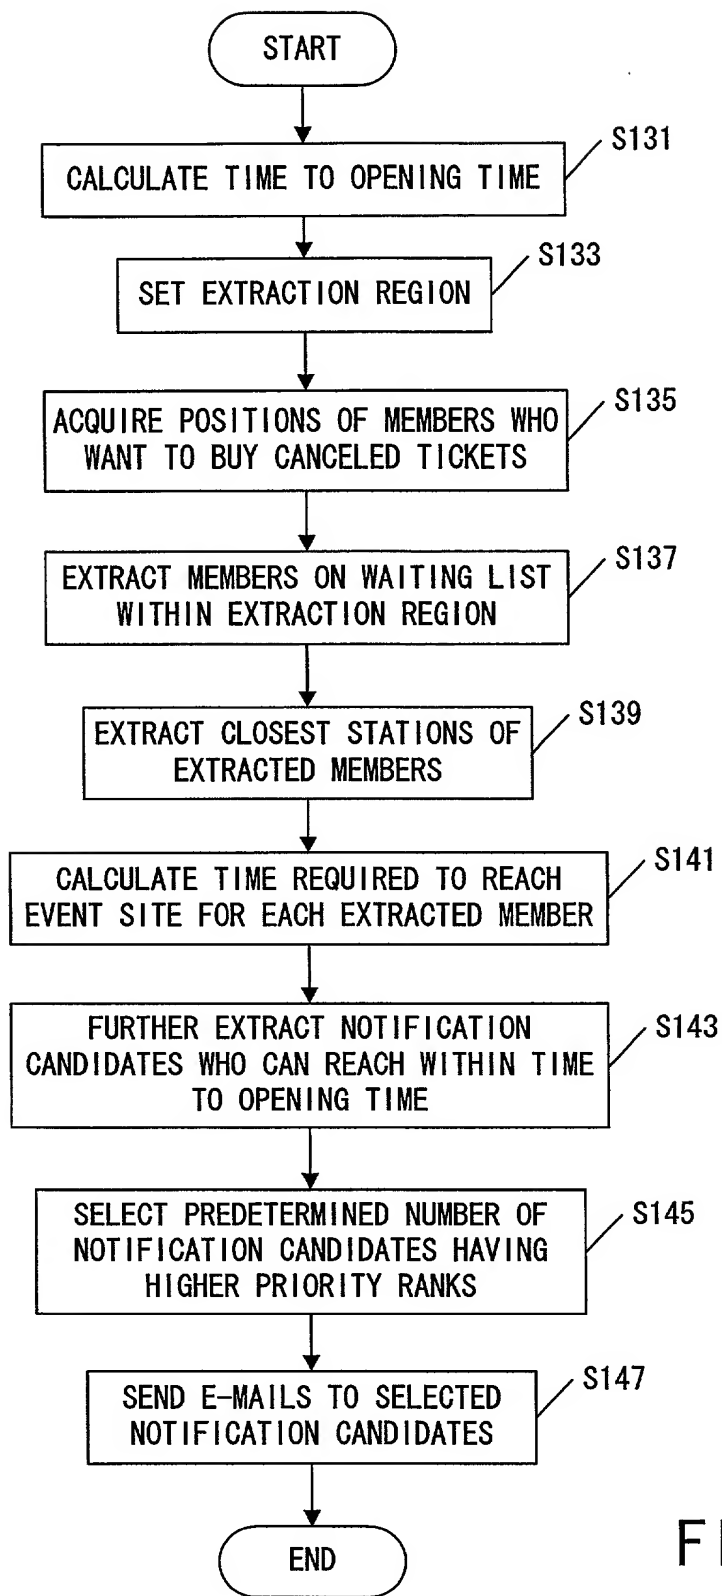 START
CALCULATE TIME TO OPENING TIME
S131
SET EXTRACTION REGION
S133
ACQUIRE POSITIONS OF MEMBERS WHO
WANT TO BUY CANCELED TICKETS
S135
EXTRACT MEMBERS ON WAITING LIST
WITHIN EXTRACTION REGION
S137
EXTRACT CLOSEST STATIONS OF
EXTRACTED MEMBERS
S139
CALCULATE TIME REQUIRED TO REACH
EVENT SITE FOR EACH EXTRACTED MEMBER
S141
FURTHER EXTRACT NOTIFICATION
CANDIDATES WHO CAN REACH WITHIN TIME
TO OPENING TIME
S143
SELECT PREDETERMINED NUMBER OF
NOTIFICATION CANDIDATES HAVING
HIGHER PRIORITY RANKS
S145
SEND E-MAILS TO SELECTED
NOTIFICATION CANDIDATES
S147
END